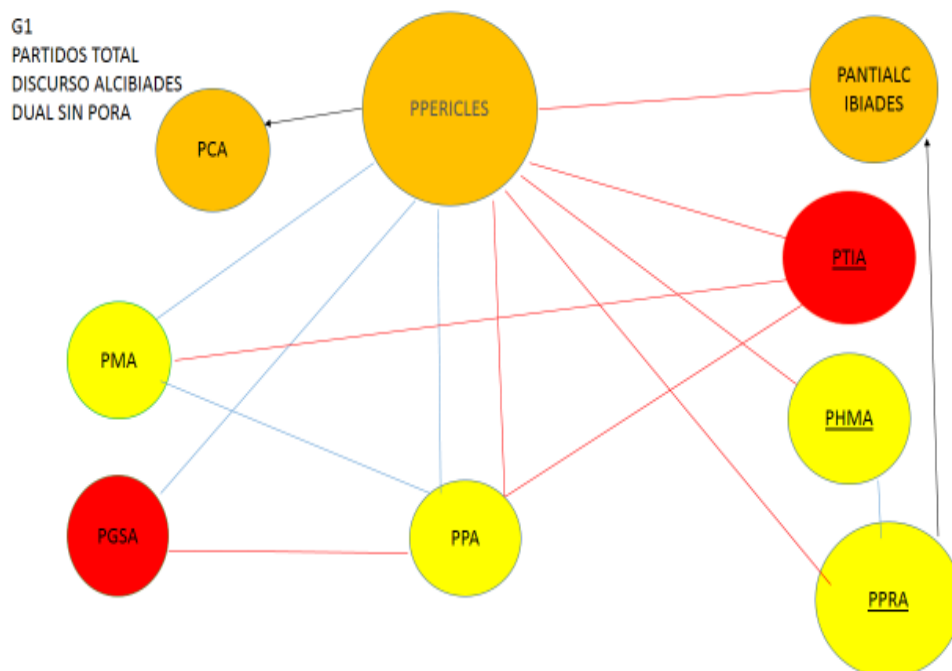 G1
PARTIDOS TOTAL
DISCURSO ALCIBIADES
DUAL SIN PORA
PPERICLES
PANTIALC
IBIADES
PCA
PTIA
PMA
PHMA
PGSA
PPA
PPRA